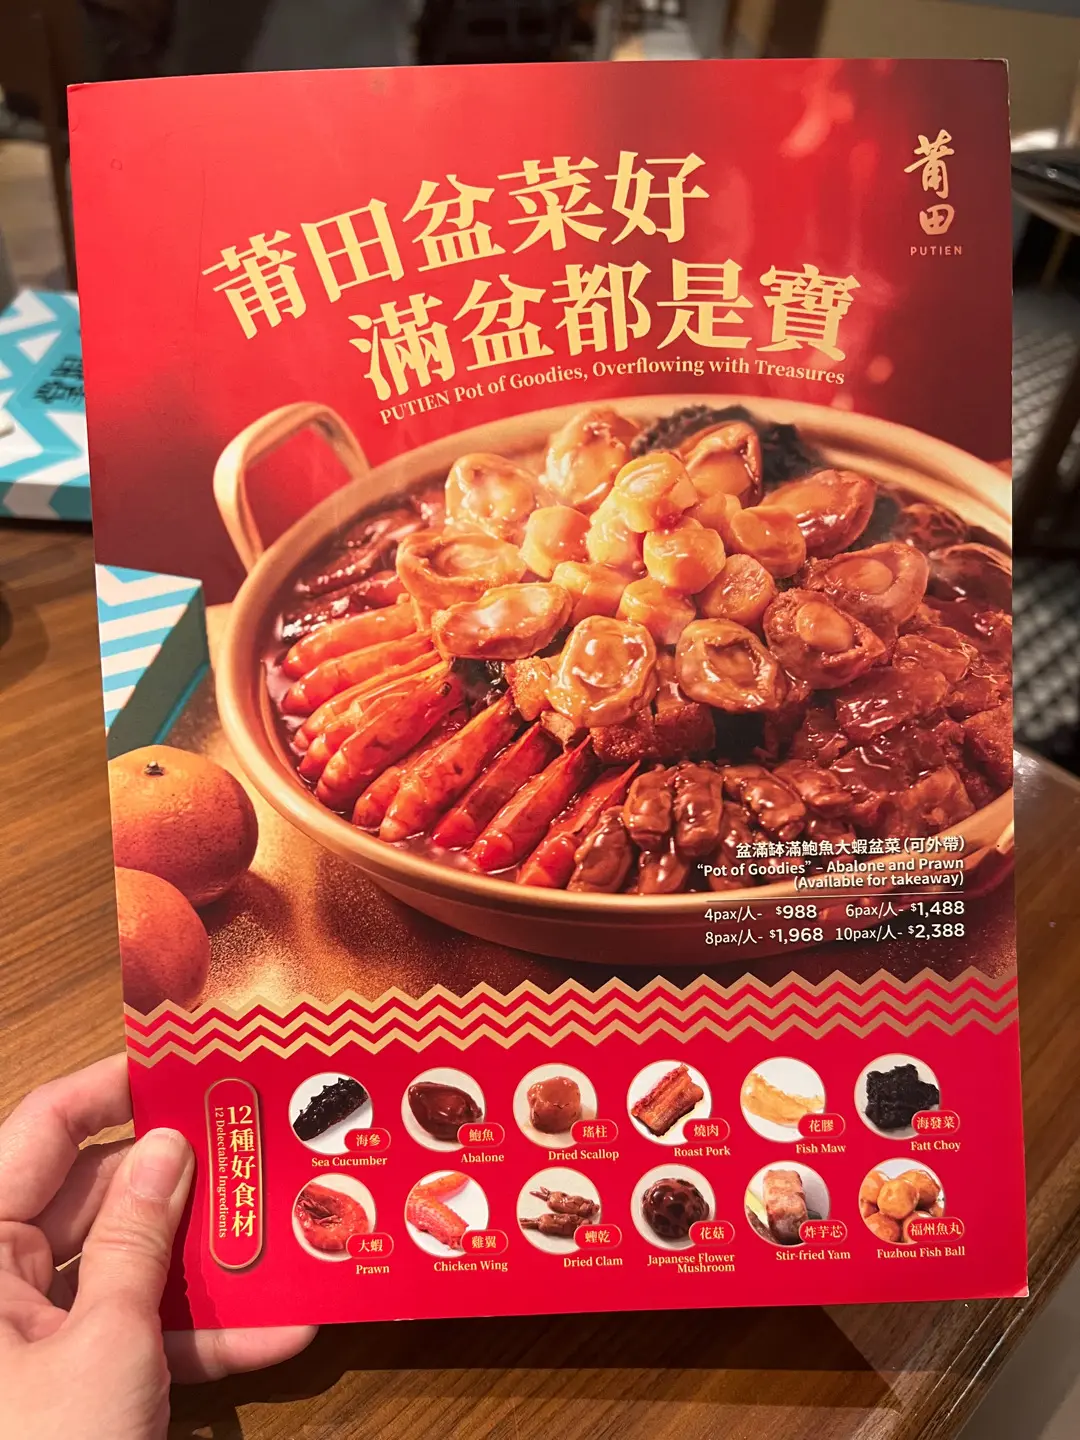 莆田
PUTIEN
莆田盆菜好
滿盆都是寶
PUTIEN Pot of Goodies, Overflowing with Treasures
盆滿缽滿鮑魚大蝦盆菜(可外帶)
"Pot of Goodies" – Abalone and Prawn
(Available for takeaway)
4pax/人- $988 6pax/人- $1,488
8pax/人- $1,968 10pax/人- $2,388
12種好食材
12 Delectable Ingredients
海參
Sea Cucumber
鮑魚
Abalone
瑤柱
Dried Scallop
燒肉
Roast Pork
花膠
Fish Maw
海發菜
Fatt Choy
大蝦
Prawn
雞翼
Chicken Wing
蟶乾
Dried Clam
花菇
Japanese Flower
Mushroom
炸芋芯
Stir-fried Yam
福州魚丸
Fuzhou Fish Ball